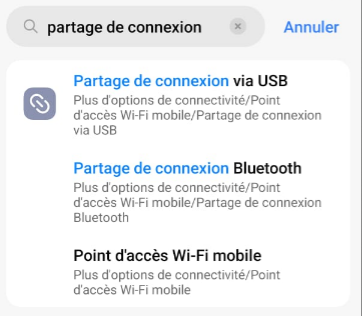 partage de connexion
Annuler
Partage de connexion via USB
Plus d'options de connectivité/Point
d'accès Wi-Fi mobile/Partage de connexion
via USB
Partage de connexion Bluetooth
Plus d'options de connectivité/Point
d'accès Wi-Fi mobile/Partage de connexion
Bluetooth
Point d'accès Wi-Fi mobile
Plus d'options de connectivité/Point
d'accès Wi-Fi mobile